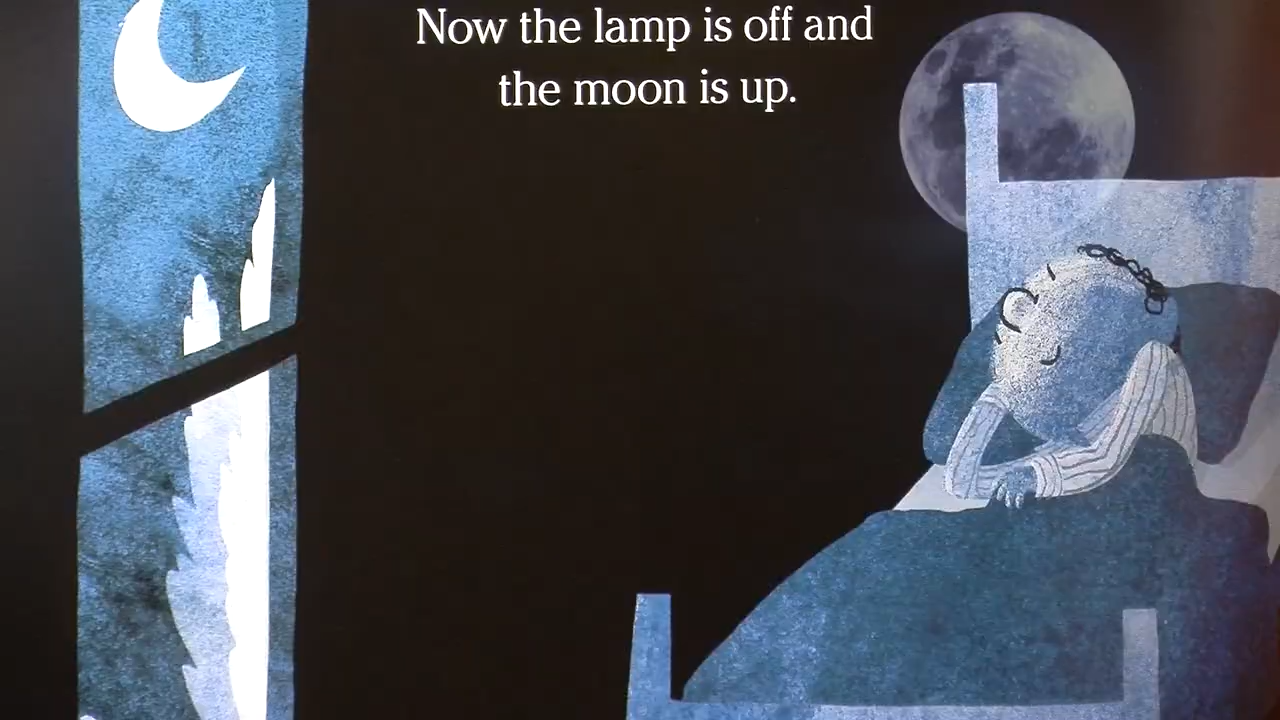 Now the lamp is off and
the moon is up.